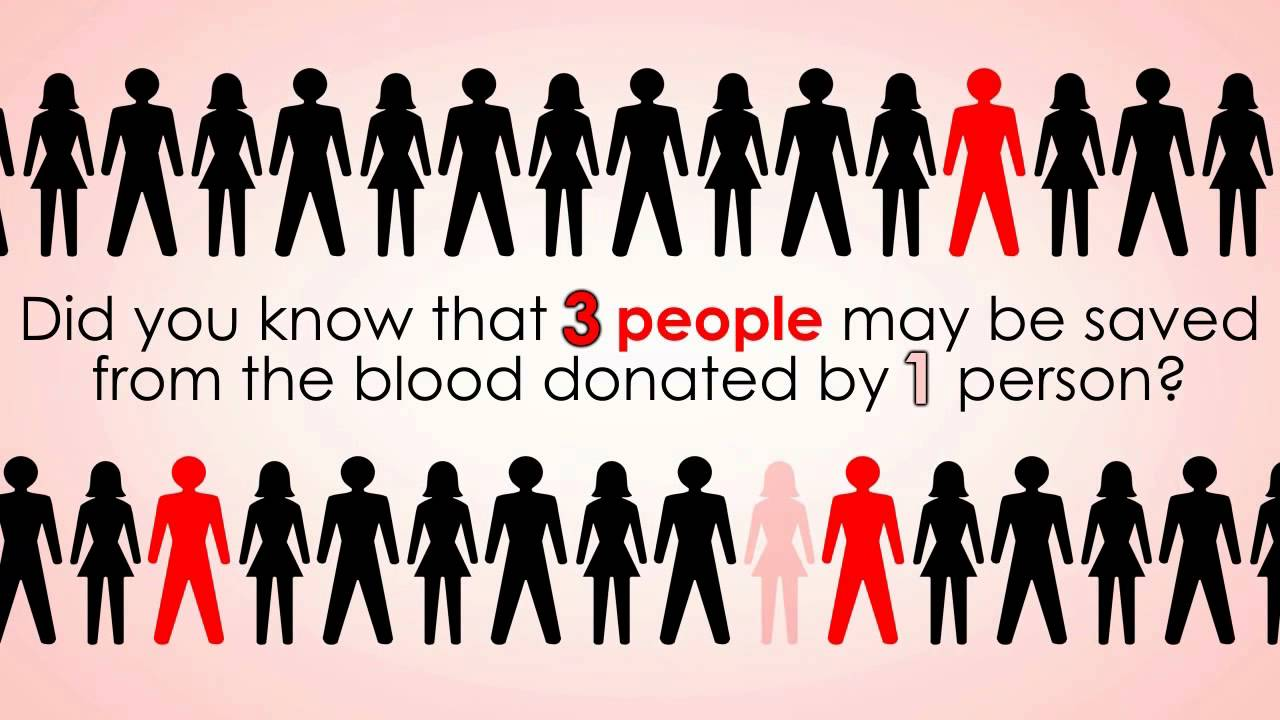 Did you know that 3 people may be saved
from the blood donated by 1 person?